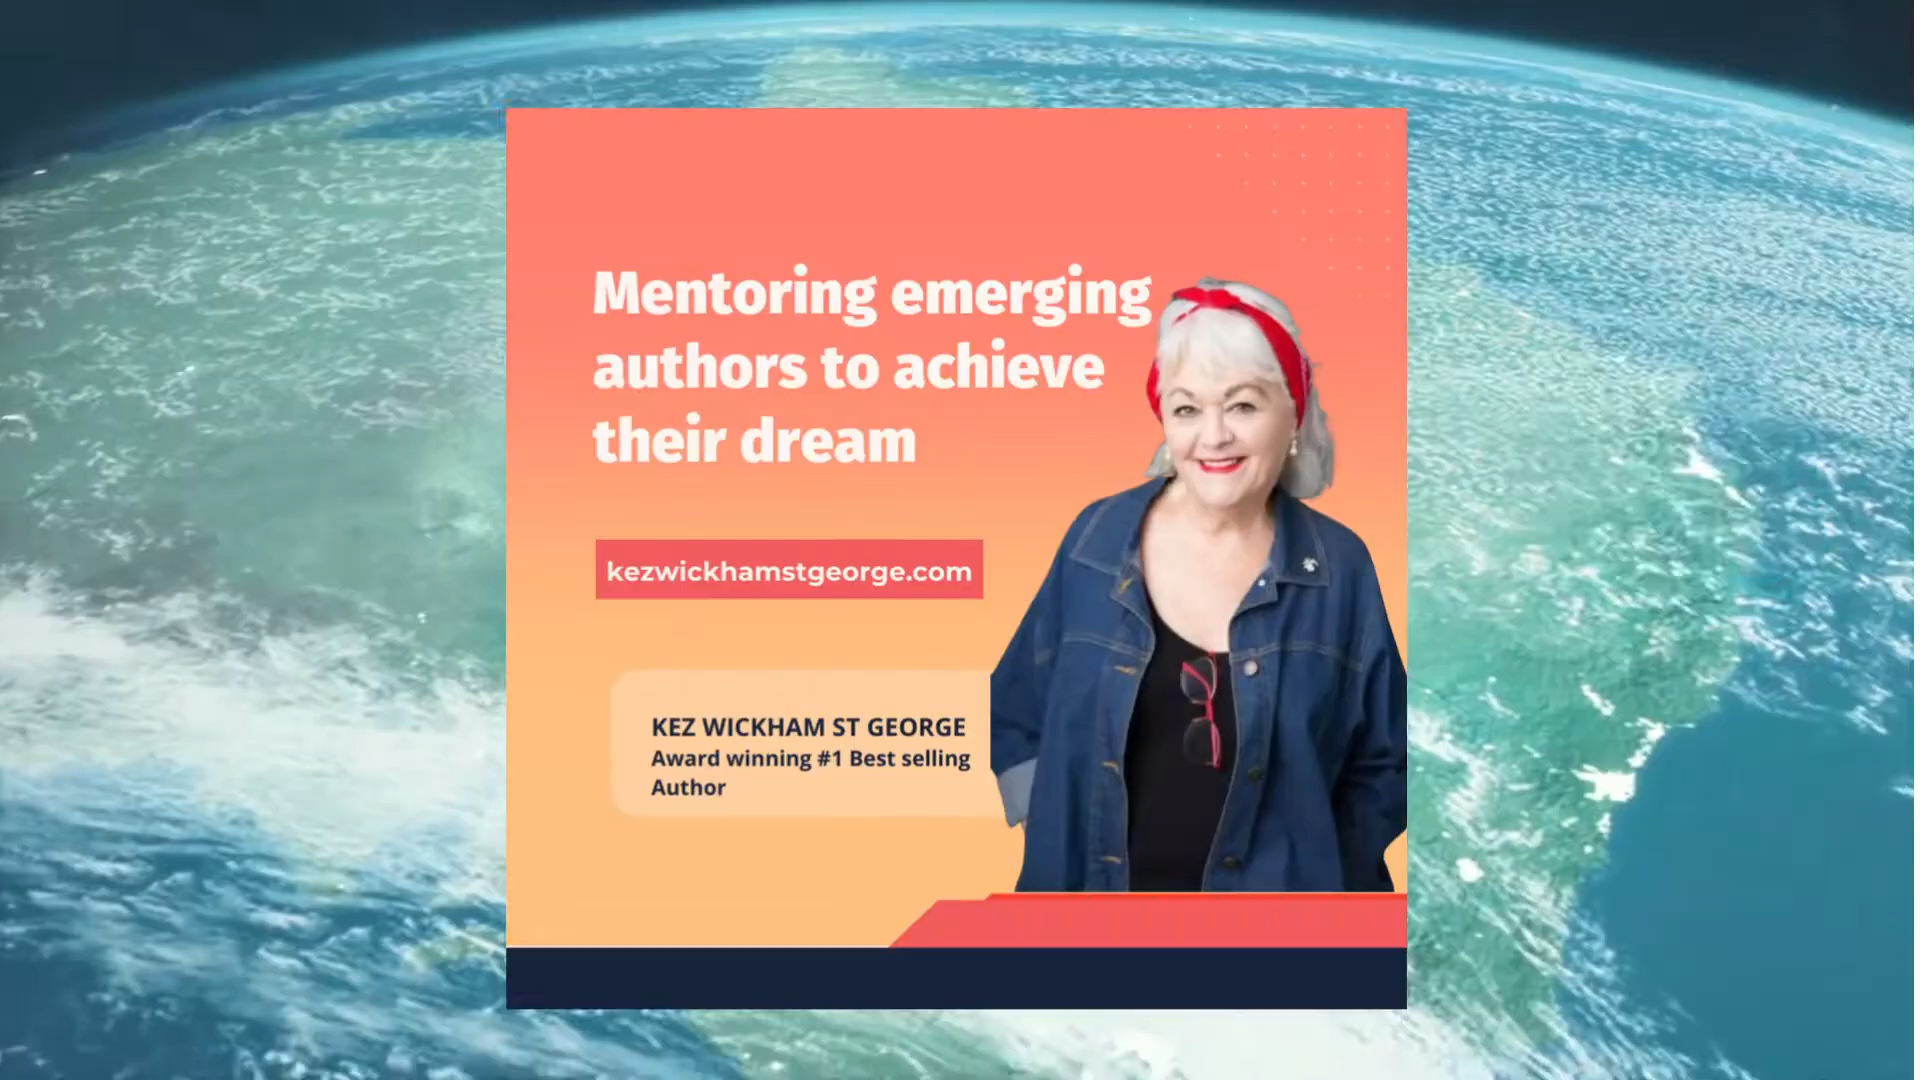 Mentoring emerging
authors to achieve
their dream
kezwickhamstgeorge.com
KEZ WICKHAM ST GEORGE
Award winning #1 Best selling
Author